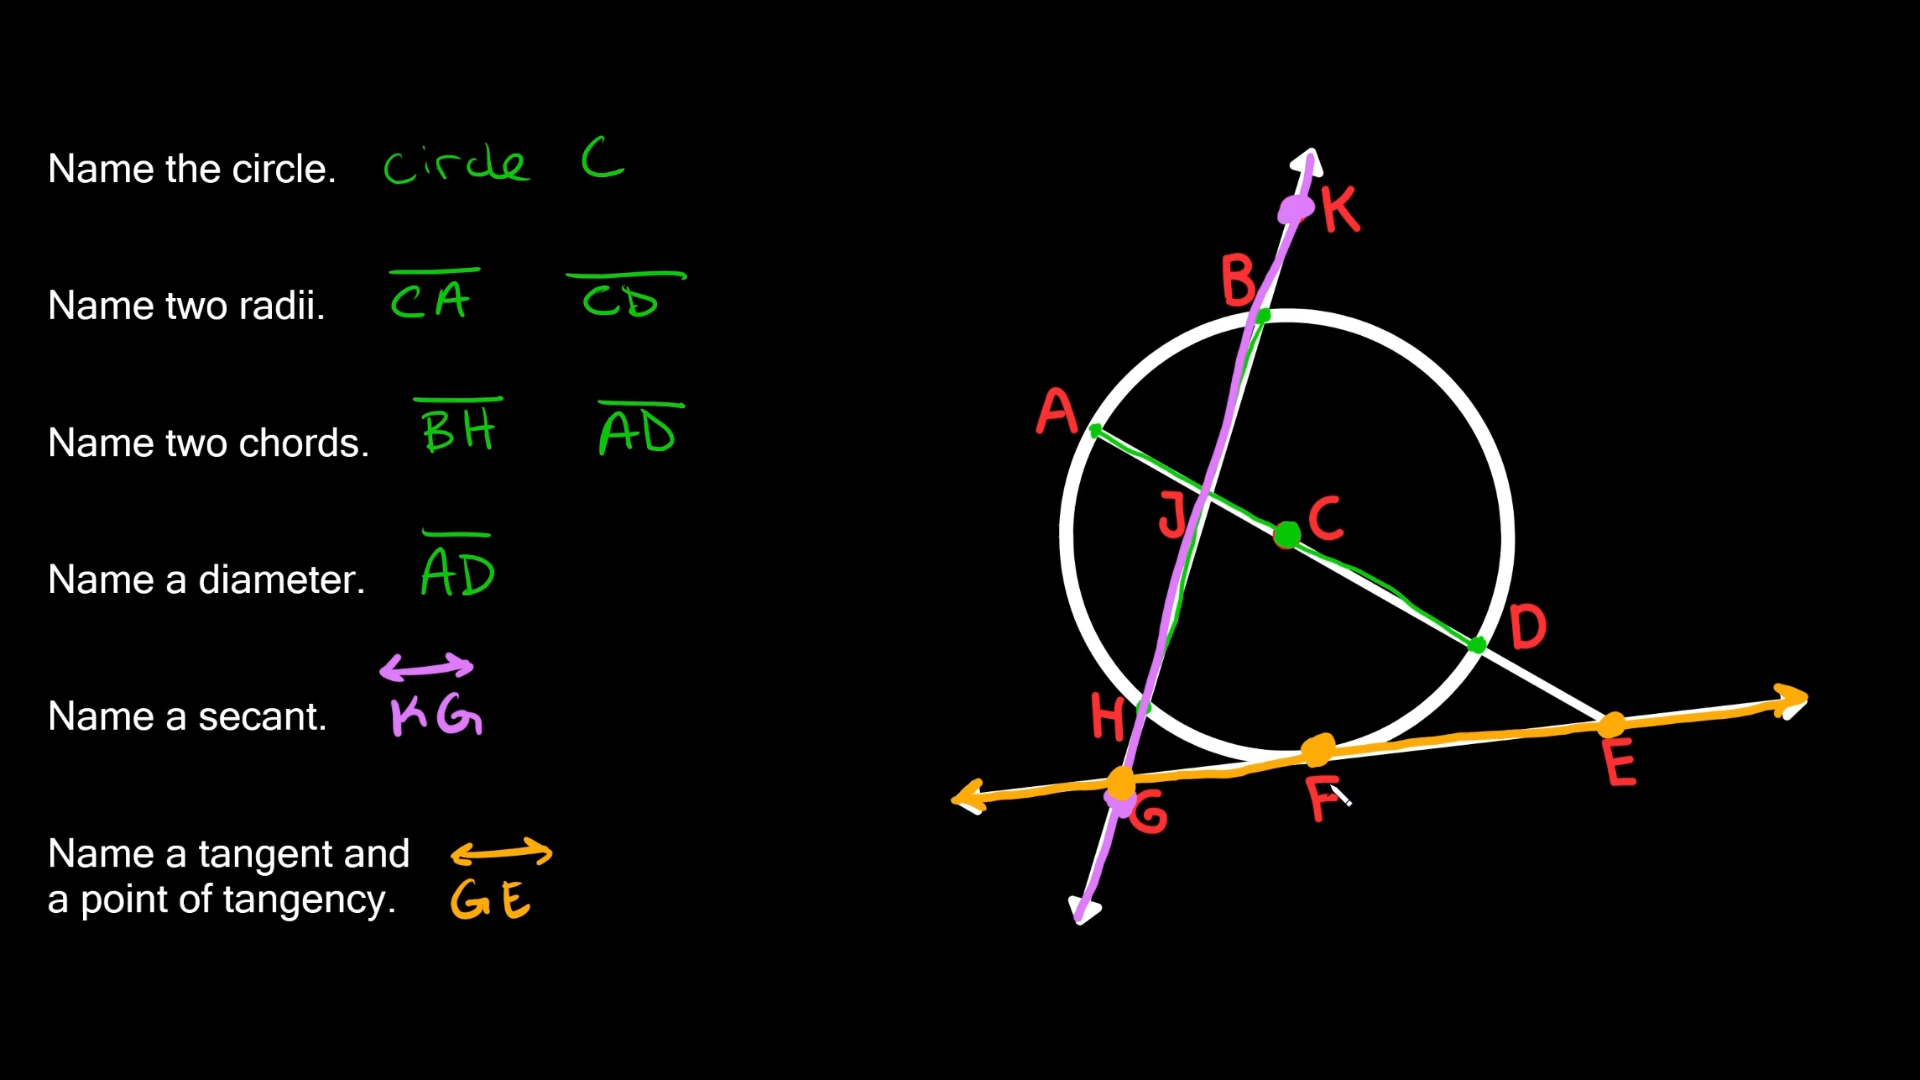 Name the circle. circle C
Name two radii. CA CD
Name two chords. BH AD
Name a diameter. AD
Name a secant. KG
Name a tangent and
a point of tangency. GE
K
B
A
J C
D
H
E
G F